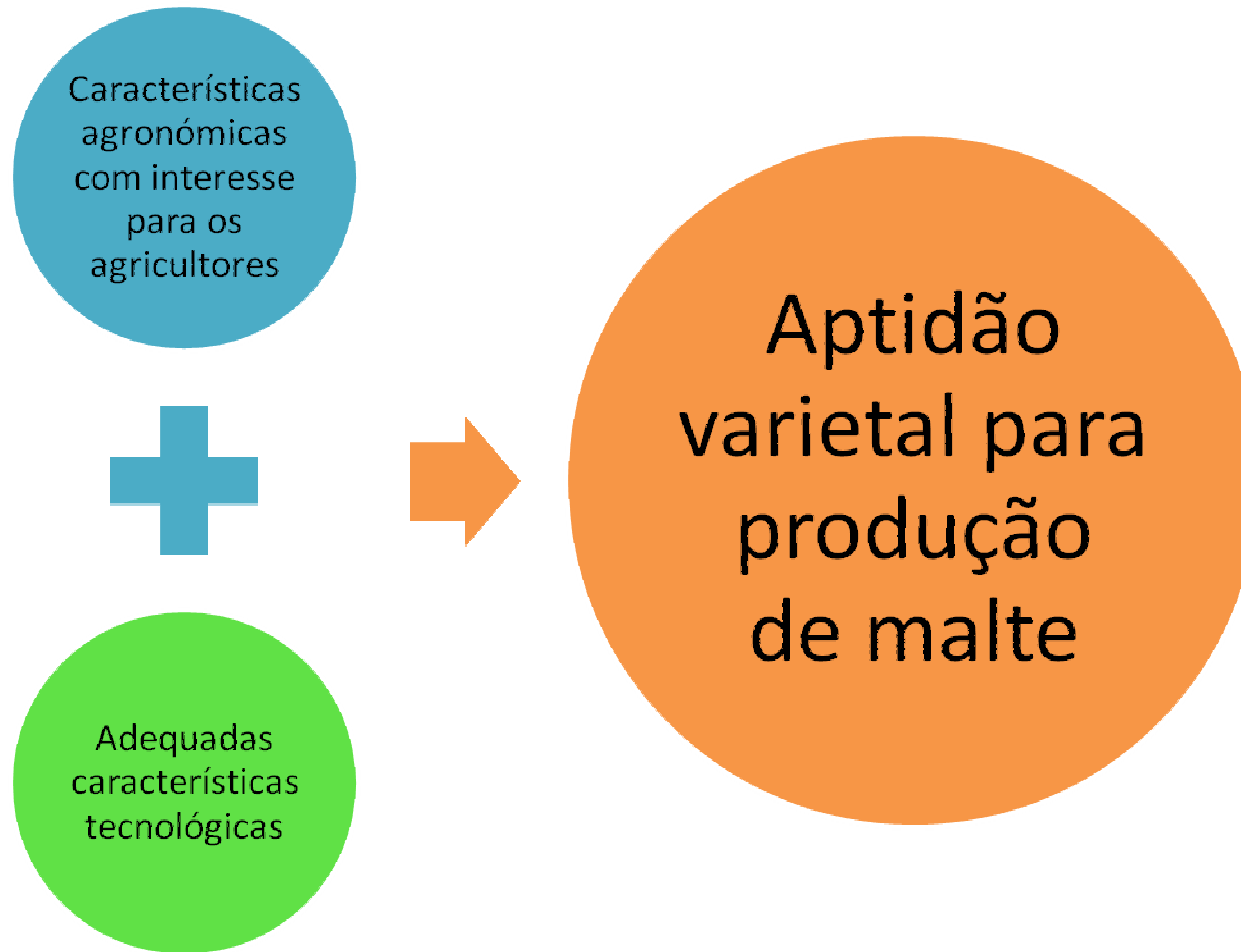 Características
agronómicas
com interesse
para os
agricultores
Adequadas
características
tecnológicas
Aptidão
varietal para
produção
de malte